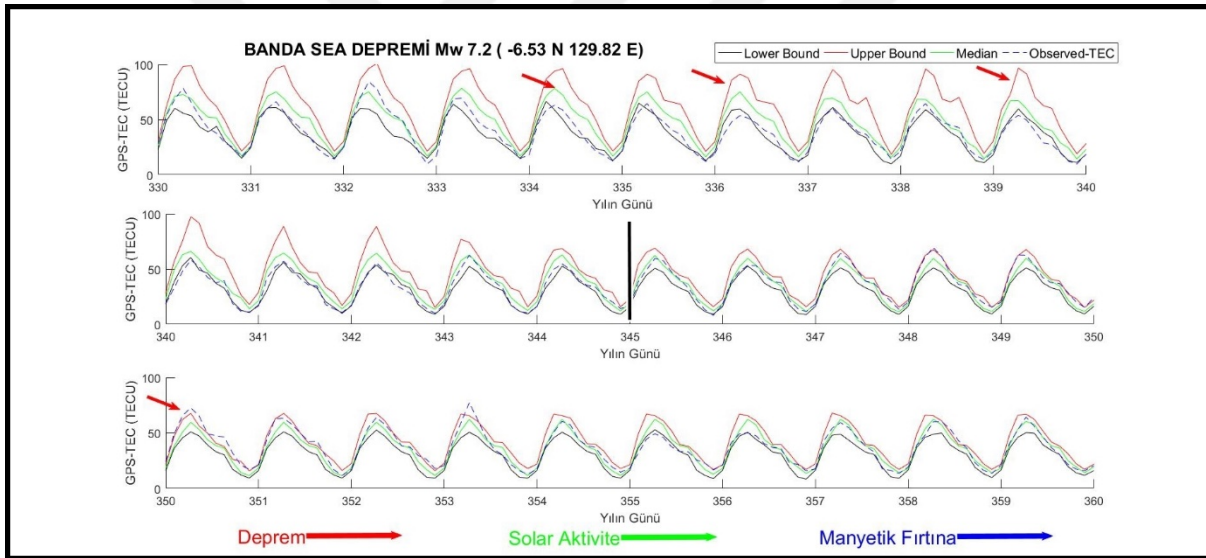 BANDA SEA DEPREMİ Mw 7.2 ( -6.53 N 129.82 E)
Lower Bound Upper Bound Median Observed-TEC
GPS-TEC (TECU)
100
50
0
330 331 332 333 334 335 336 337 338 339 340
Yılın Günü
GPS-TEC (TECU)
100
50
0
340 341 342 343 344 345 346 347 348 349 350
Yılın Günü
GPS-TEC (TECU)
100
50
0
350 351 352 353 354 355 356 357 358 359 360
Yılın Günü
Deprem Solar Aktivite Manyetik Fırtına